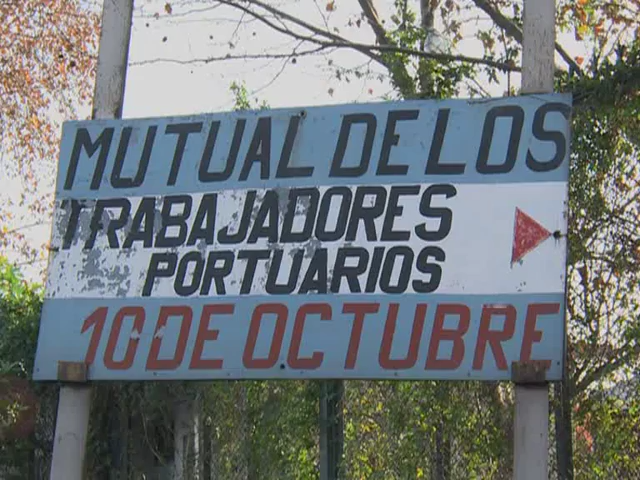 MUTUAL DE LOS
TRABAJADORES
PORTUARIOS
10 DE OCTUBRE